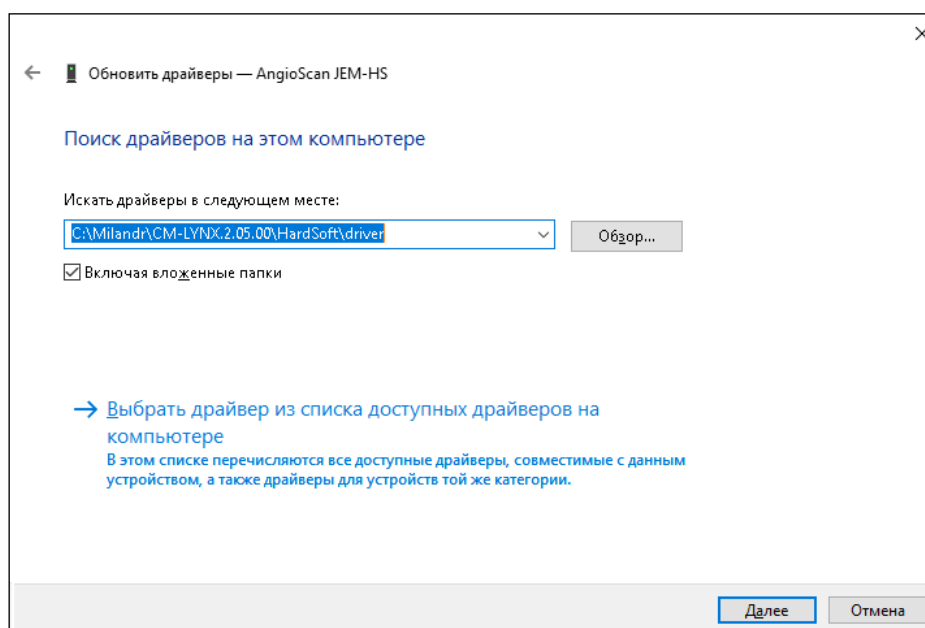 Обновить драйверы — AngioScan JEM-HS
Поиск драйверов на этом компьютере
Искать драйверы в следующем месте:
C:\Milandr\CM-LYNX.2.05.00\HardSoft\driver
Обзор...
Включая вложенные папки
Выбрать драйвер из списка доступных драйверов на
компьютере
В этом списке перечисляются все доступные драйверы, совместимые с данным
устройством, а также драйверы для устройств той же категории.
Далее
Отмена